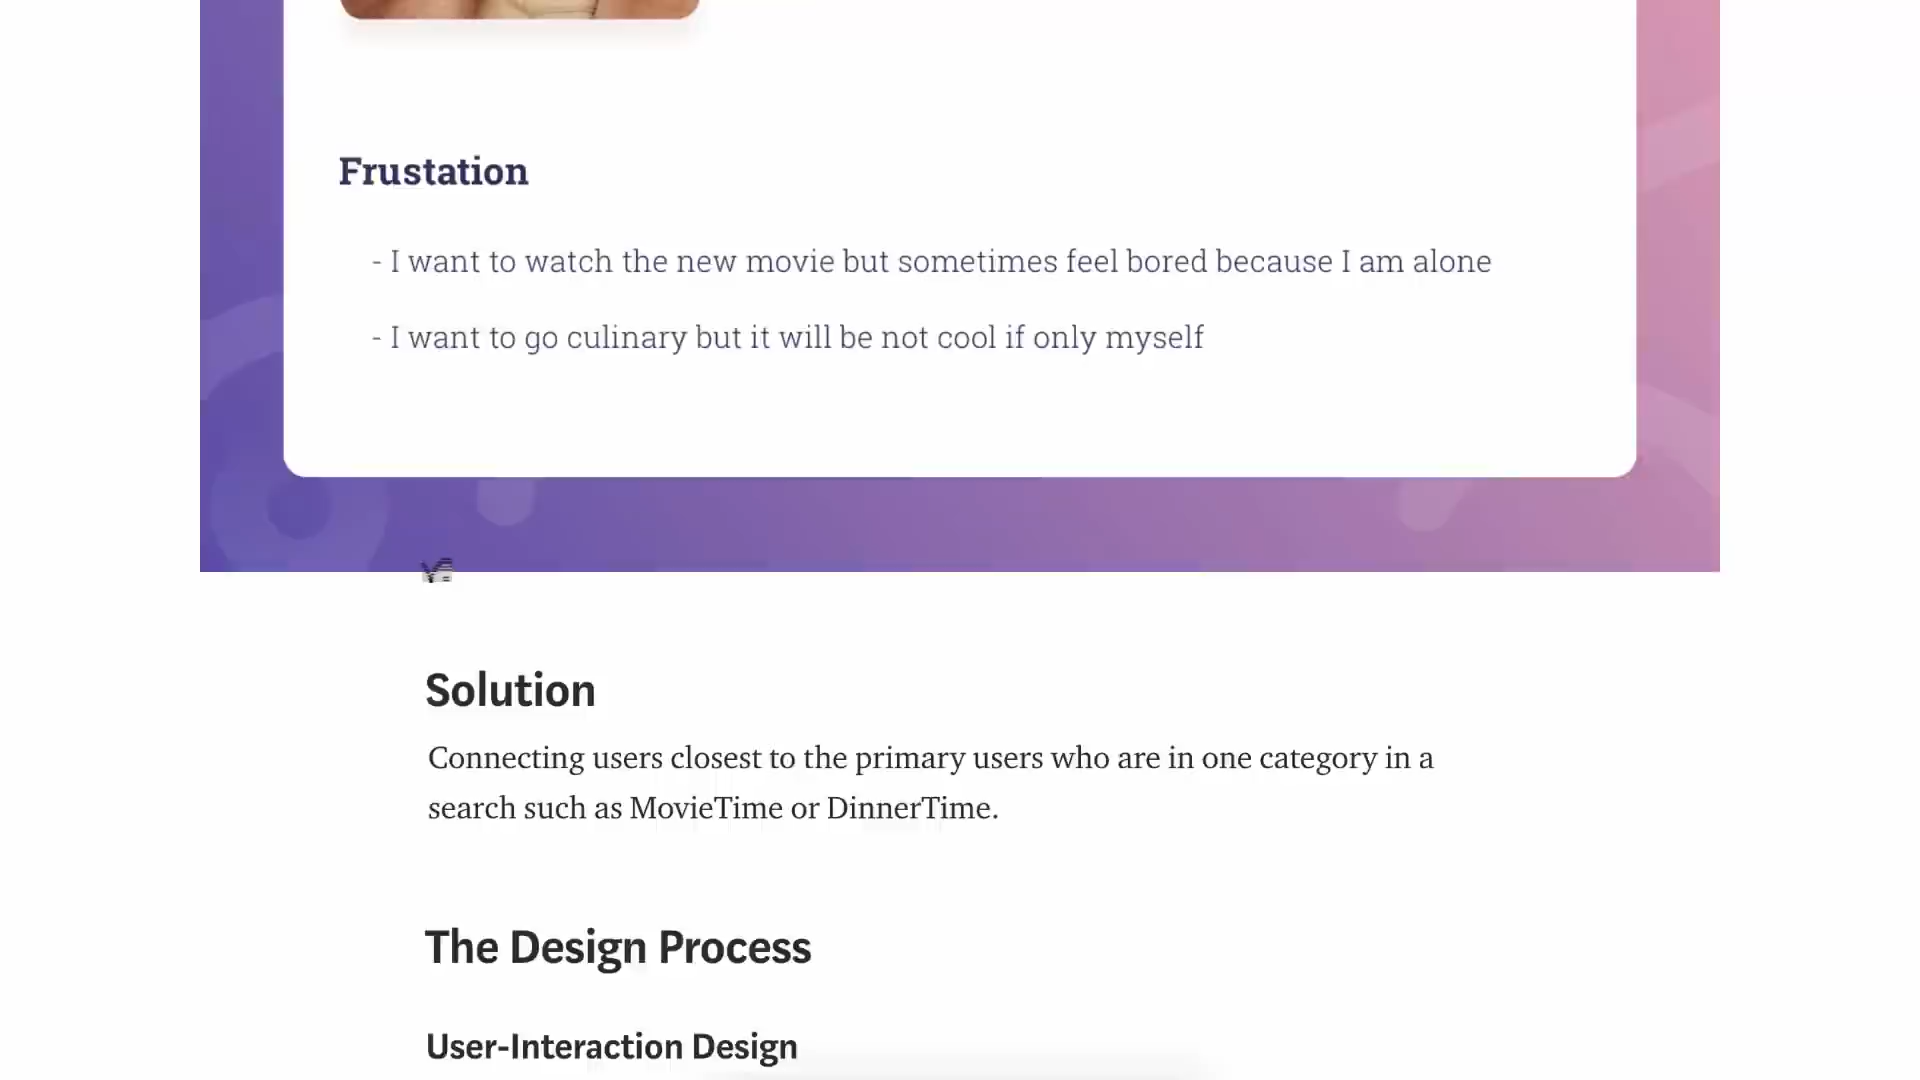 Frustation
- I want to watch the new movie but sometimes feel bored because I am alone
- I want to go culinary but it will be not cool if only myself
Solution
Connecting users closest to the primary users who are in one category in a
search such as MovieTime or DinnerTime.
The Design Process
User-Interaction Design